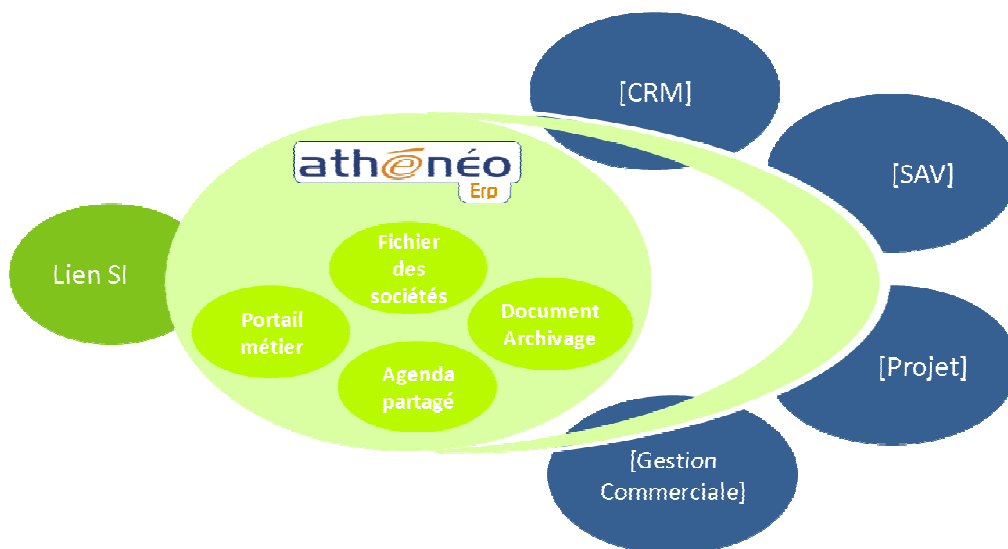 [CRM]
athénéo
Erp
[SAV]
Fichier
des
sociétés
Lien SI
Portail
métier
Document
Archivage
Agenda
partagé
[Projet]
[Gestion
Commerciale]